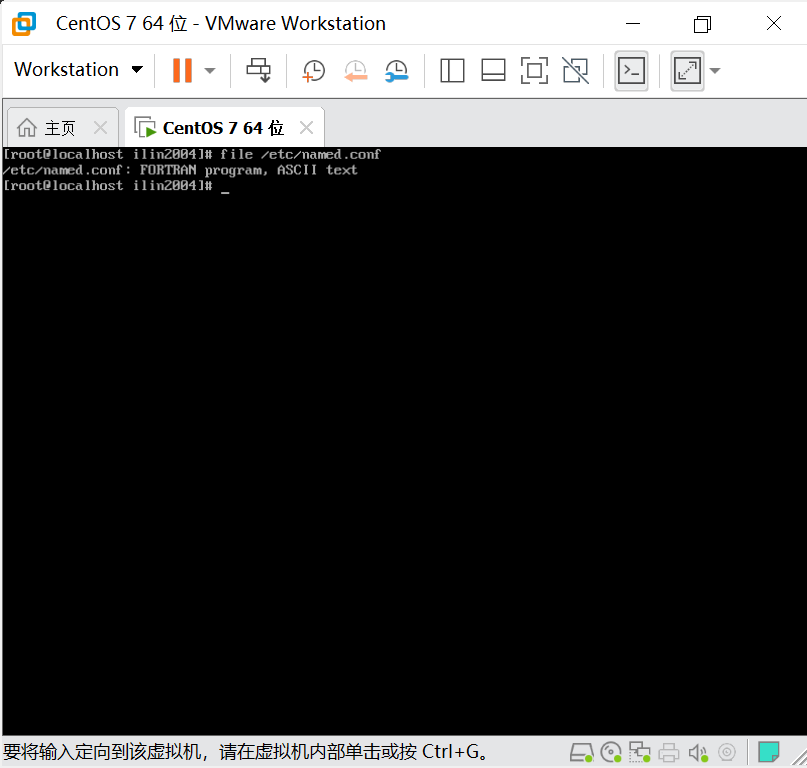 CentOS 7 64 位 - VMware Workstation
Workstation
主页
CentOS 7 64 位
[root@localhost ilin2004]# file /etc/named.conf
/etc/named.conf: FORTRAN program, ASCII text
[root@localhost ilin2004]# _
要将输入定向到该虚拟机，请在虚拟机内部单击或按 Ctrl+G。